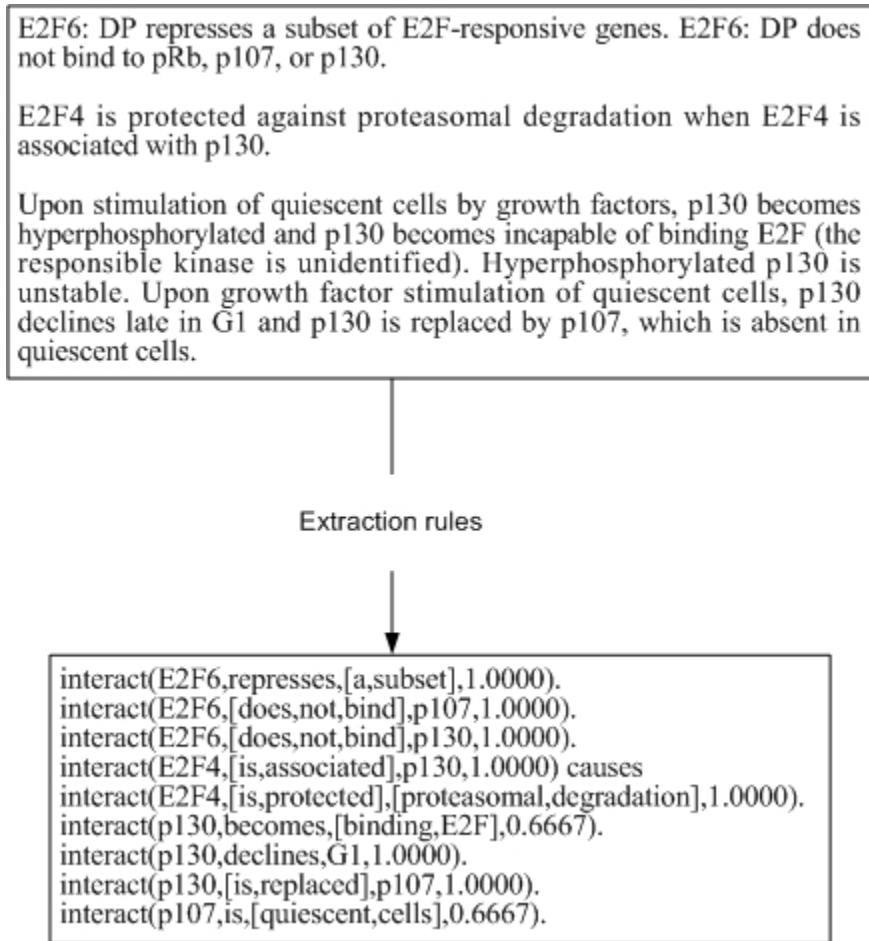 E2F6: DP represses a subset of E2F-responsive genes. E2F6: DP does
not bind to pRb, p107, or p130.
E2F4 is protected against proteasomal degradation when E2F4 is
associated with p130.
Upon stimulation of quiescent cells by growth factors, p130 becomes
hyperphosphorylated and p130 becomes incapable of binding E2F (the
responsible kinase is unidentified). Hyperphosphorylated p130 is
unstable. Upon growth factor stimulation of quiescent cells, p130
declines late in G1 and p130 is replaced by p107, which is absent in
quiescent cells.
Extraction rules
interact(E2F6,represses,[a,subset],1.0000).
interact(E2F6,[does,not,bind],p107,1.0000).
interact(E2F6,[does,not,bind],p130,1.0000).
interact(E2F4,[is,associated],p130,1.0000) causes
interact(E2F4,[is,protected],[proteasomal,degradation],1.0000).
interact(p130,becomes,[binding,E2F],0.6667).
interact(p130,declines,G1,1.0000).
interact(p130,[is,replaced],p107,1.0000).
interact(p107,is,[quiescent,cells],0.6667).